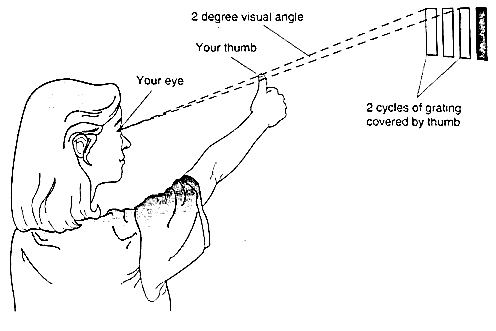 2 degree visual angle
Your thumb
Your eye
2 cycles of grating
covered by thumb